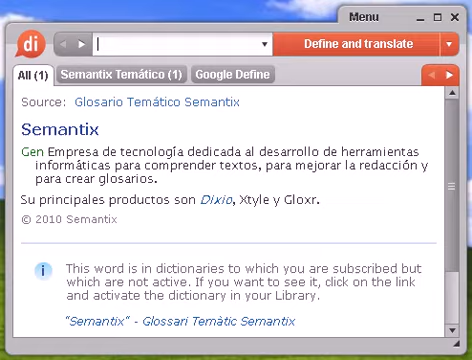 Menu
di
Define and translate
All (1)
Semantix Temático (1)
Google Define
Source: Glosario Temático Semantix
Semantix
Gen Empresa de tecnología dedicada al desarrollo de herramientas
informáticas para comprender textos, para mejorar la redacción y
para crear glosarios.
Su principales productos son Dixio, Xtyle y Gloxr.
© 2010 Semantix
i
This word is in dictionaries to which you are subscribed but
which are not active. If you want to see it, click on the link
and activate the dictionary in your Library.
"Semantix" - Glossari Temàtic Semantix